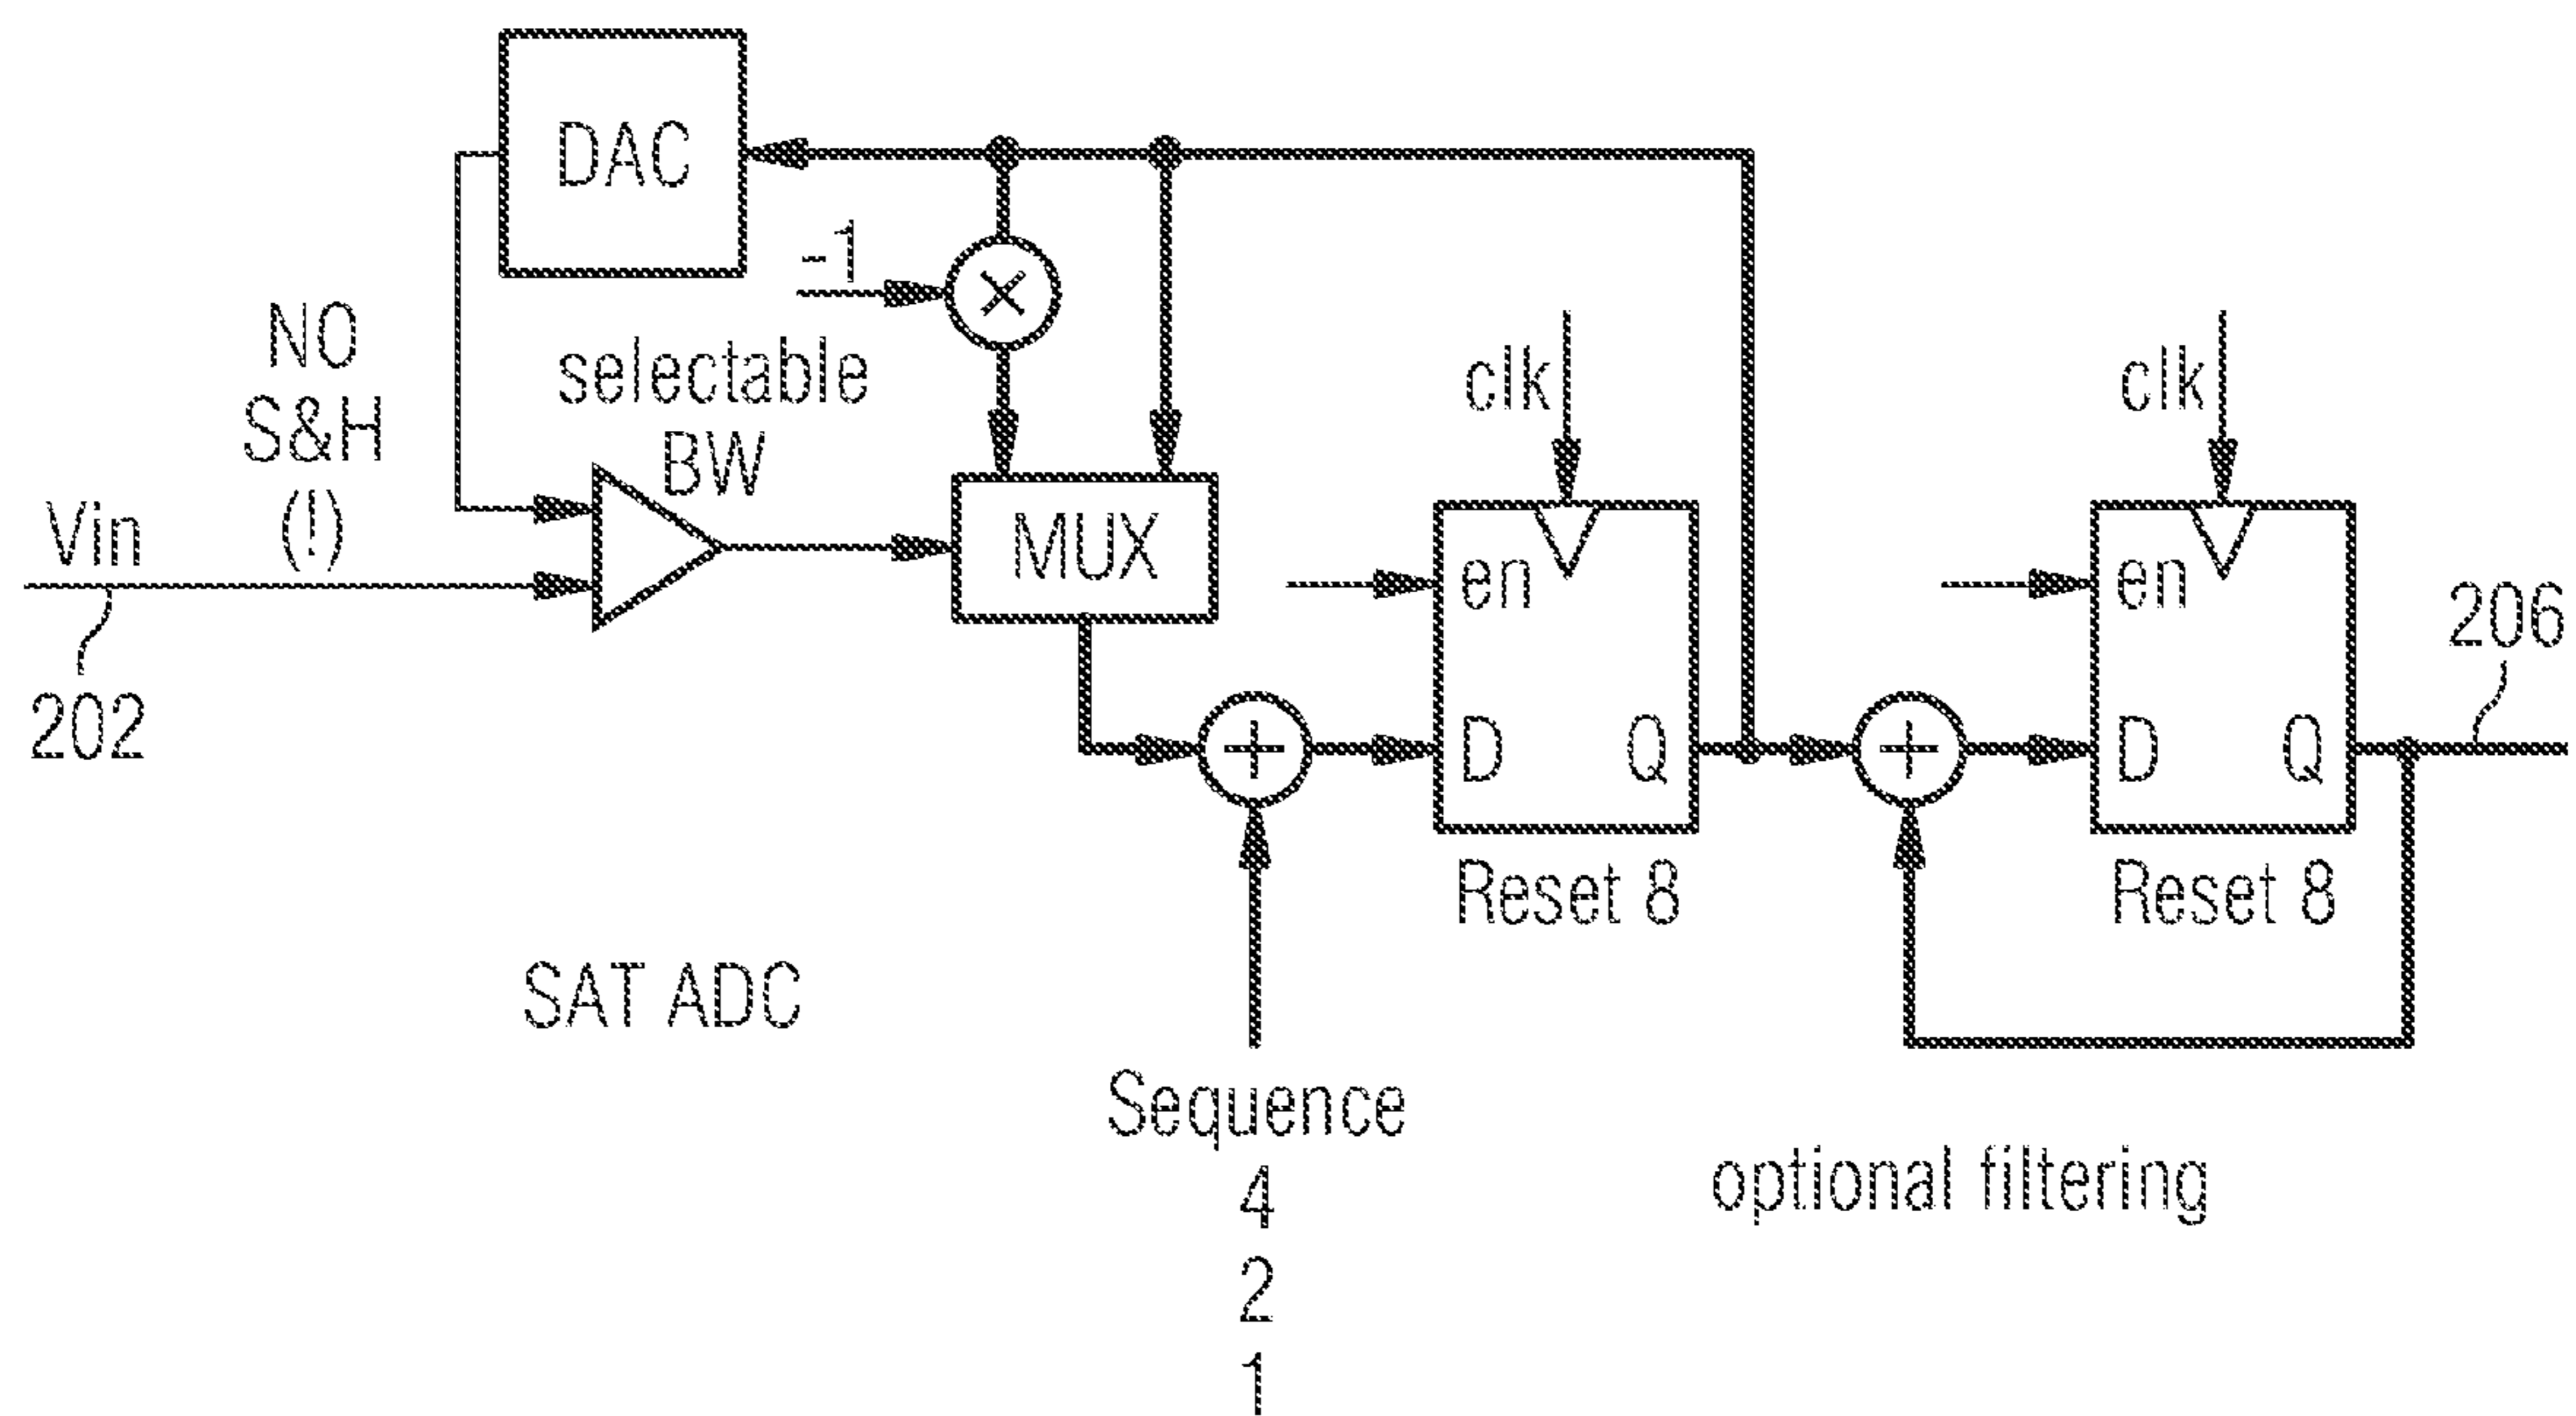 DAC
-1
NO
S&H
(!)
selectable
BW
clk
clk
Vin
MUX
en
en
206
202
+
D
Q
+
D
Q
Reset 8
Reset 8
SAT ADC
Sequence
4
2
1
optional filtering